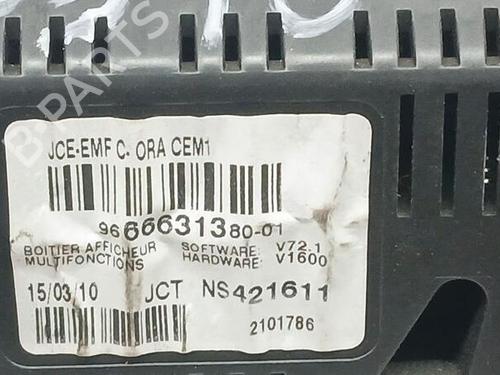 B-PARTS
JCE-EMF C- ORA CEM1
9666631380-01
BOITIER AFFICHEUR SOFTWARE: V72.1
MULTIFONCTIONS HARDWARE: V1600
15/03/10 JCT NS421611
2101786